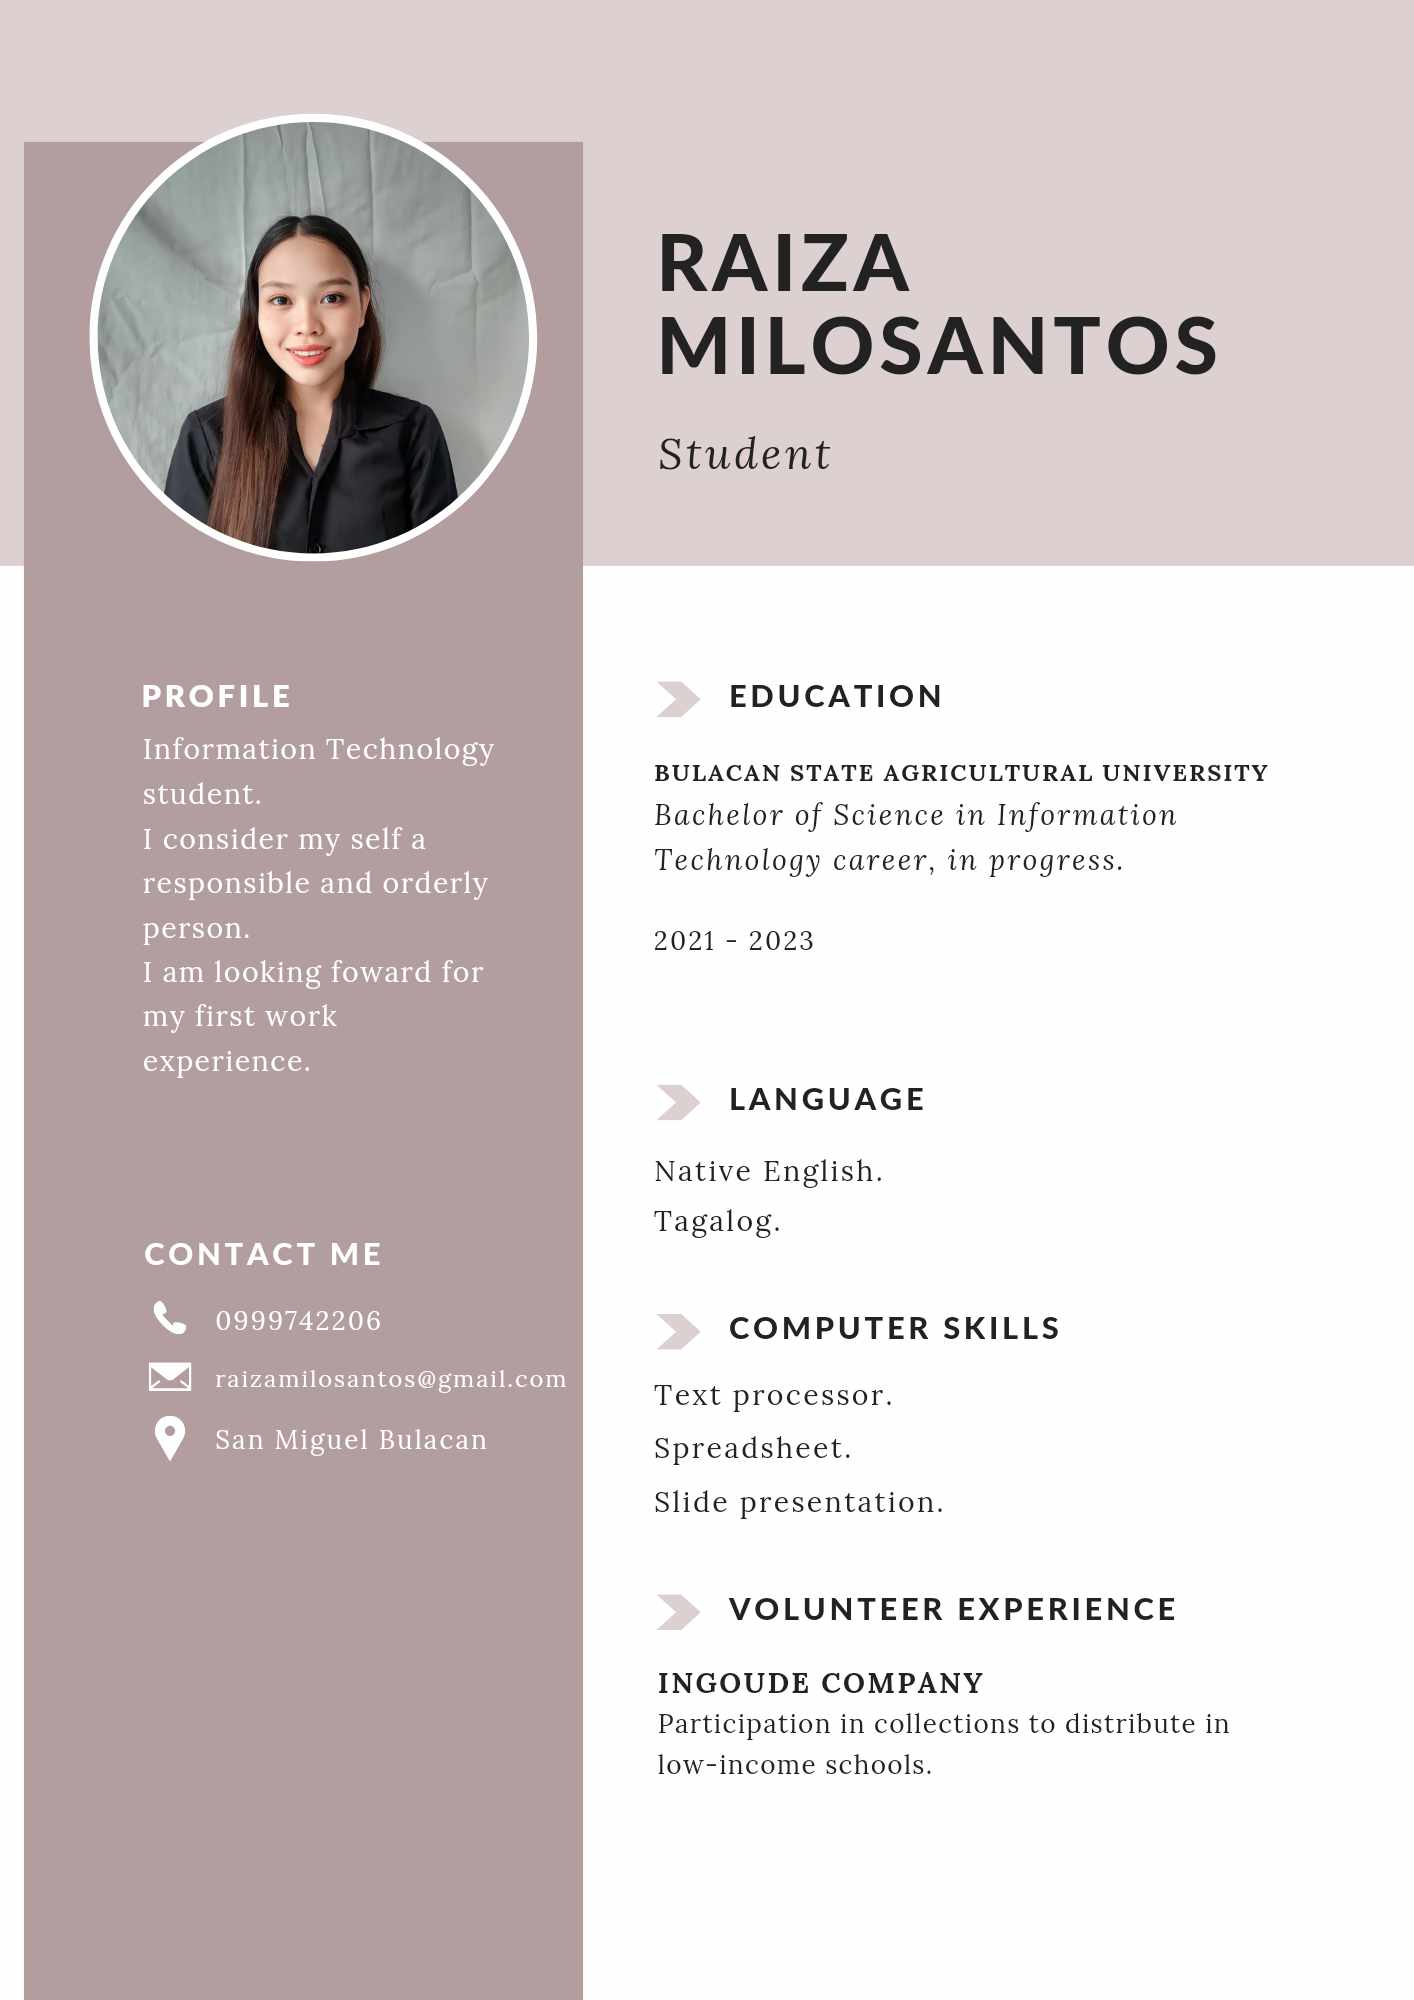 RAIZA
MILOSANTOS
Student
PROFILE
Information Technology
student.
I consider my self a
responsible and orderly
person.
I am looking foward for
my first work
experience.
CONTACT ME
0999742206
raizamilosantos@gmail.com
San Miguel Bulacan
EDUCATION
BULACAN STATE AGRICULTURAL UNIVERSITY
Bachelor of Science in Information
Technology career, in progress.
2021 - 2023
LANGUAGE
Native English.
Tagalog.
COMPUTER SKILLS
Text processor.
Spreadsheet.
Slide presentation.
VOLUNTEER EXPERIENCE
INGOUDE COMPANY
Participation in collections to distribute in
low-income schools.